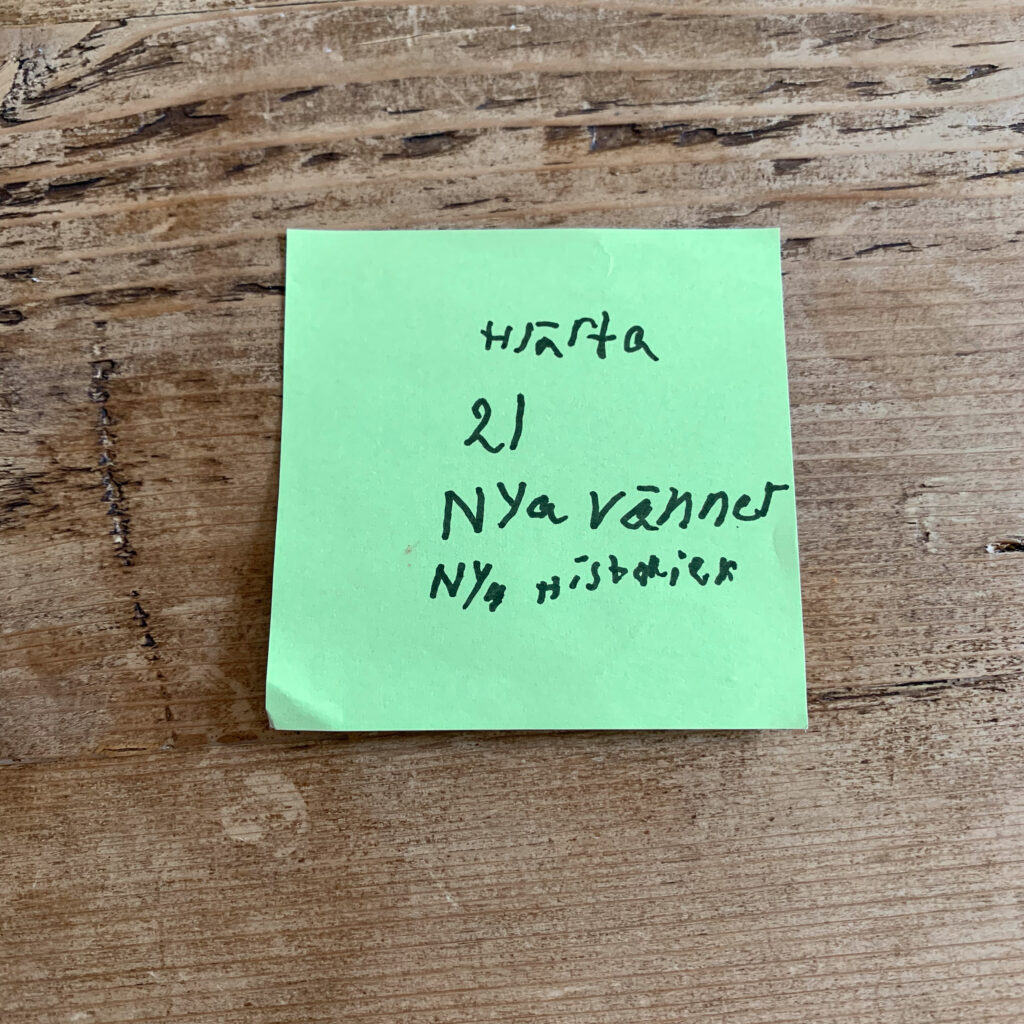 Hjärta
21
Nya vänner
Nya historier